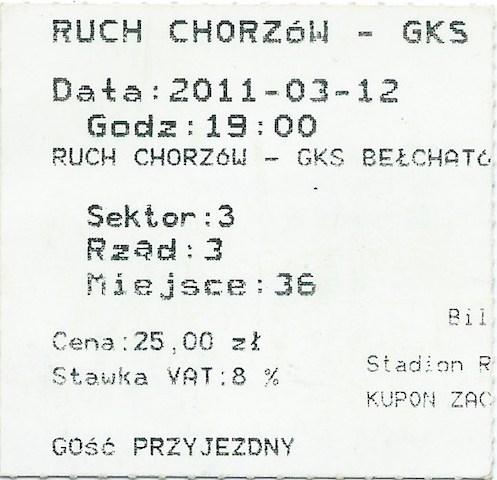 RUCH CHORZóW - GKS
Data:2011-03-12
Godz:19:00
RUCH CHORZóW - GKS BEŁCHATó
Sektor:3
Rząd:3
Miejsce:36
Bil
Cena:25,00 zł
Stadion R
Stawka VAT:8 %
KUPON ZAC
GOŚć PRZYJEZDNY